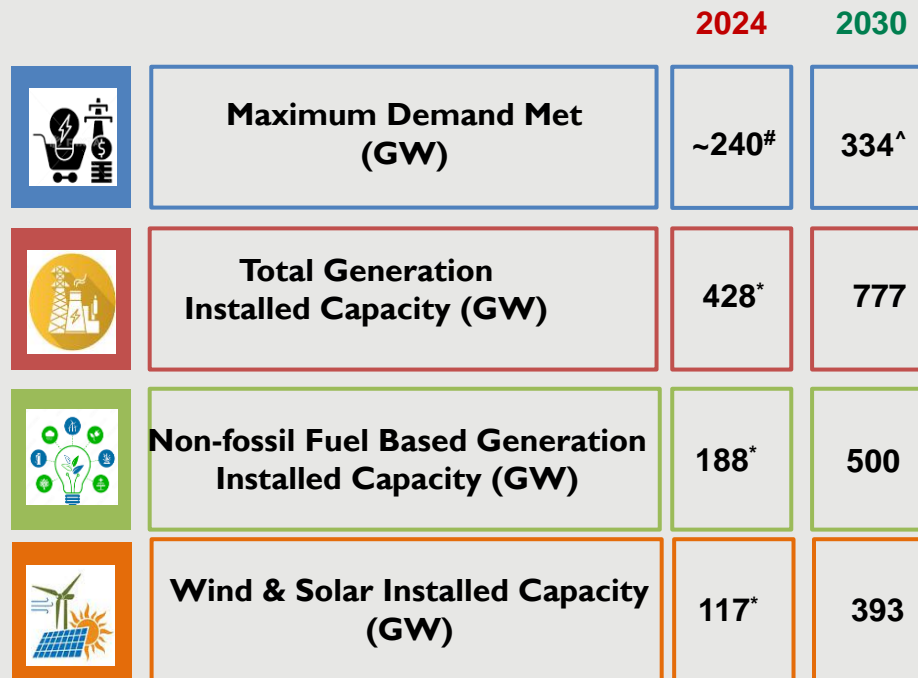 2024 2030
Maximum Demand Met
(GW)
~240# 334^
Total Generation
Installed Capacity (GW)
428* 777
Non-fossil Fuel Based Generation
Installed Capacity (GW)
188* 500
Wind & Solar Installed Capacity
(GW)
117* 393